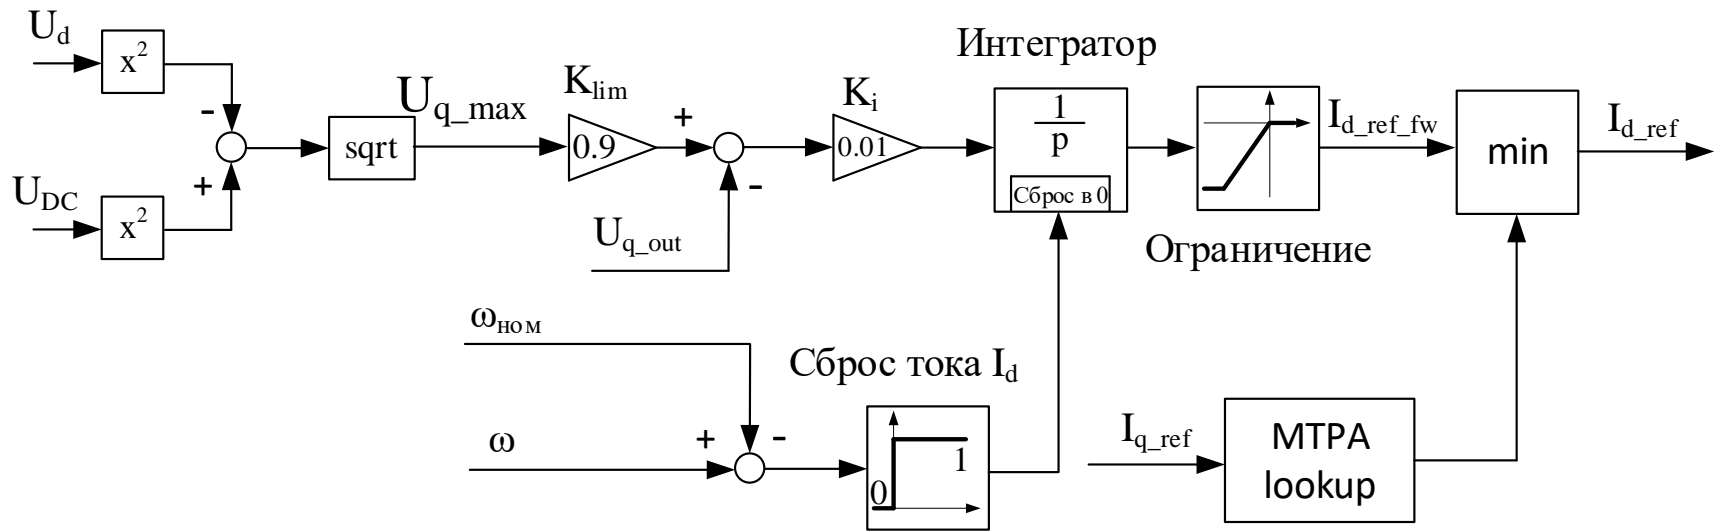 U_d
x²
-
+
U_DC
x²
sqrt
U_q_max
K_lim
0.9
+
-
U_q_out
K_i
0.01
Интегратор
1
p
Сброс в 0
Ограничение
I_d_ref_fw
min
I_d_ref
ω_ном
ω
+
-
Сброс тока I_d
0
1
I_q_ref
MTPA
lookup